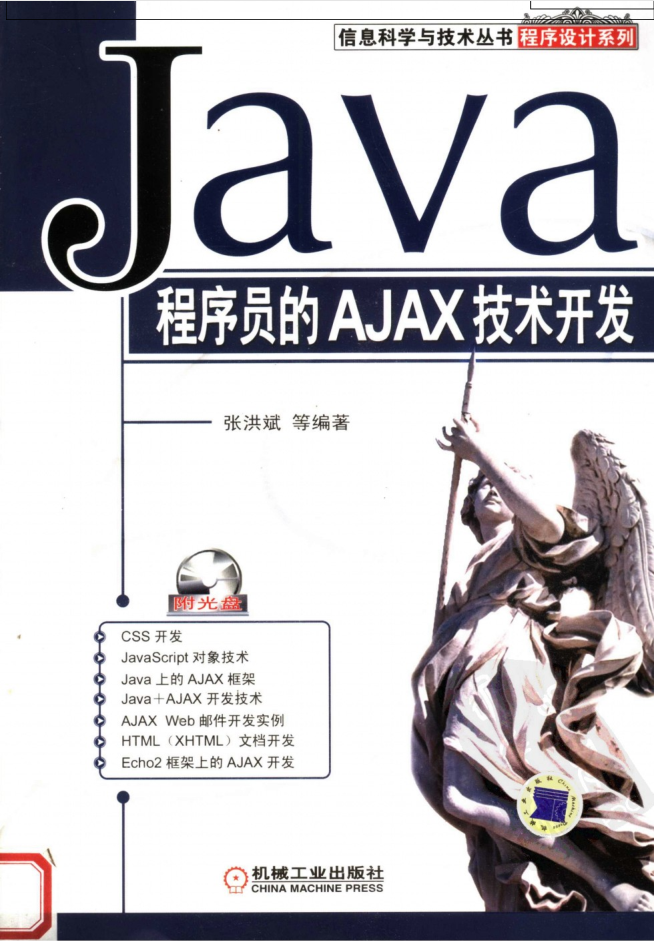 信息科学与技术丛书 程序设计系列
Java
程序员的 AJAX 技术开发
张洪斌 等编著
附光盘
CSS 开发
JavaScript 对象技术
Java 上的 AJAX 框架
Java＋AJAX 开发技术
AJAX Web 邮件开发实例
HTML（XHTML）文档开发
Echo2 框架上的 AJAX 开发
机械工业出版社
CHINA MACHINE PRESS